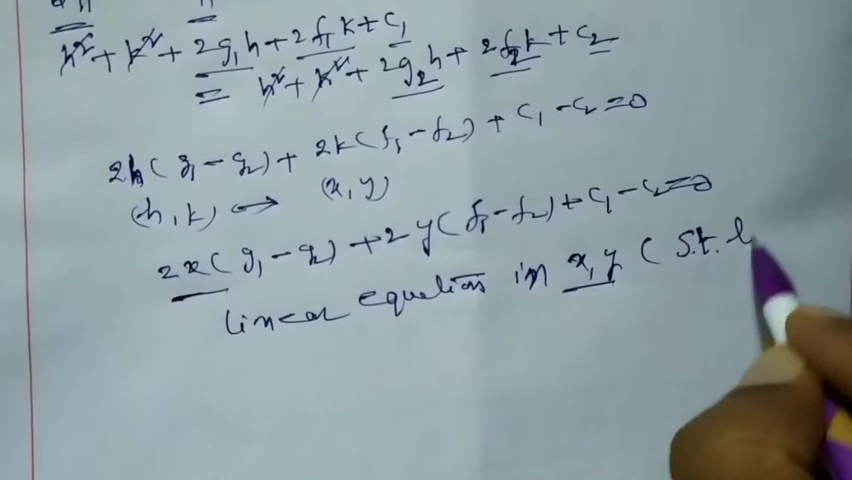 h² + k² + 2g₁h + 2f₁k + c₁
= h² + k² + 2g₂h + 2f₂k + c₂
2h(g₁ - g₂) + 2k(f₁ - f₂) + c₁ - c₂ = 0
(h, k) ↔ (x, y)
2x(g₁ - g₂) + 2y(f₁ - f₂) + c₁ - c₂ = 0
linear equation in x, y (S.t. l